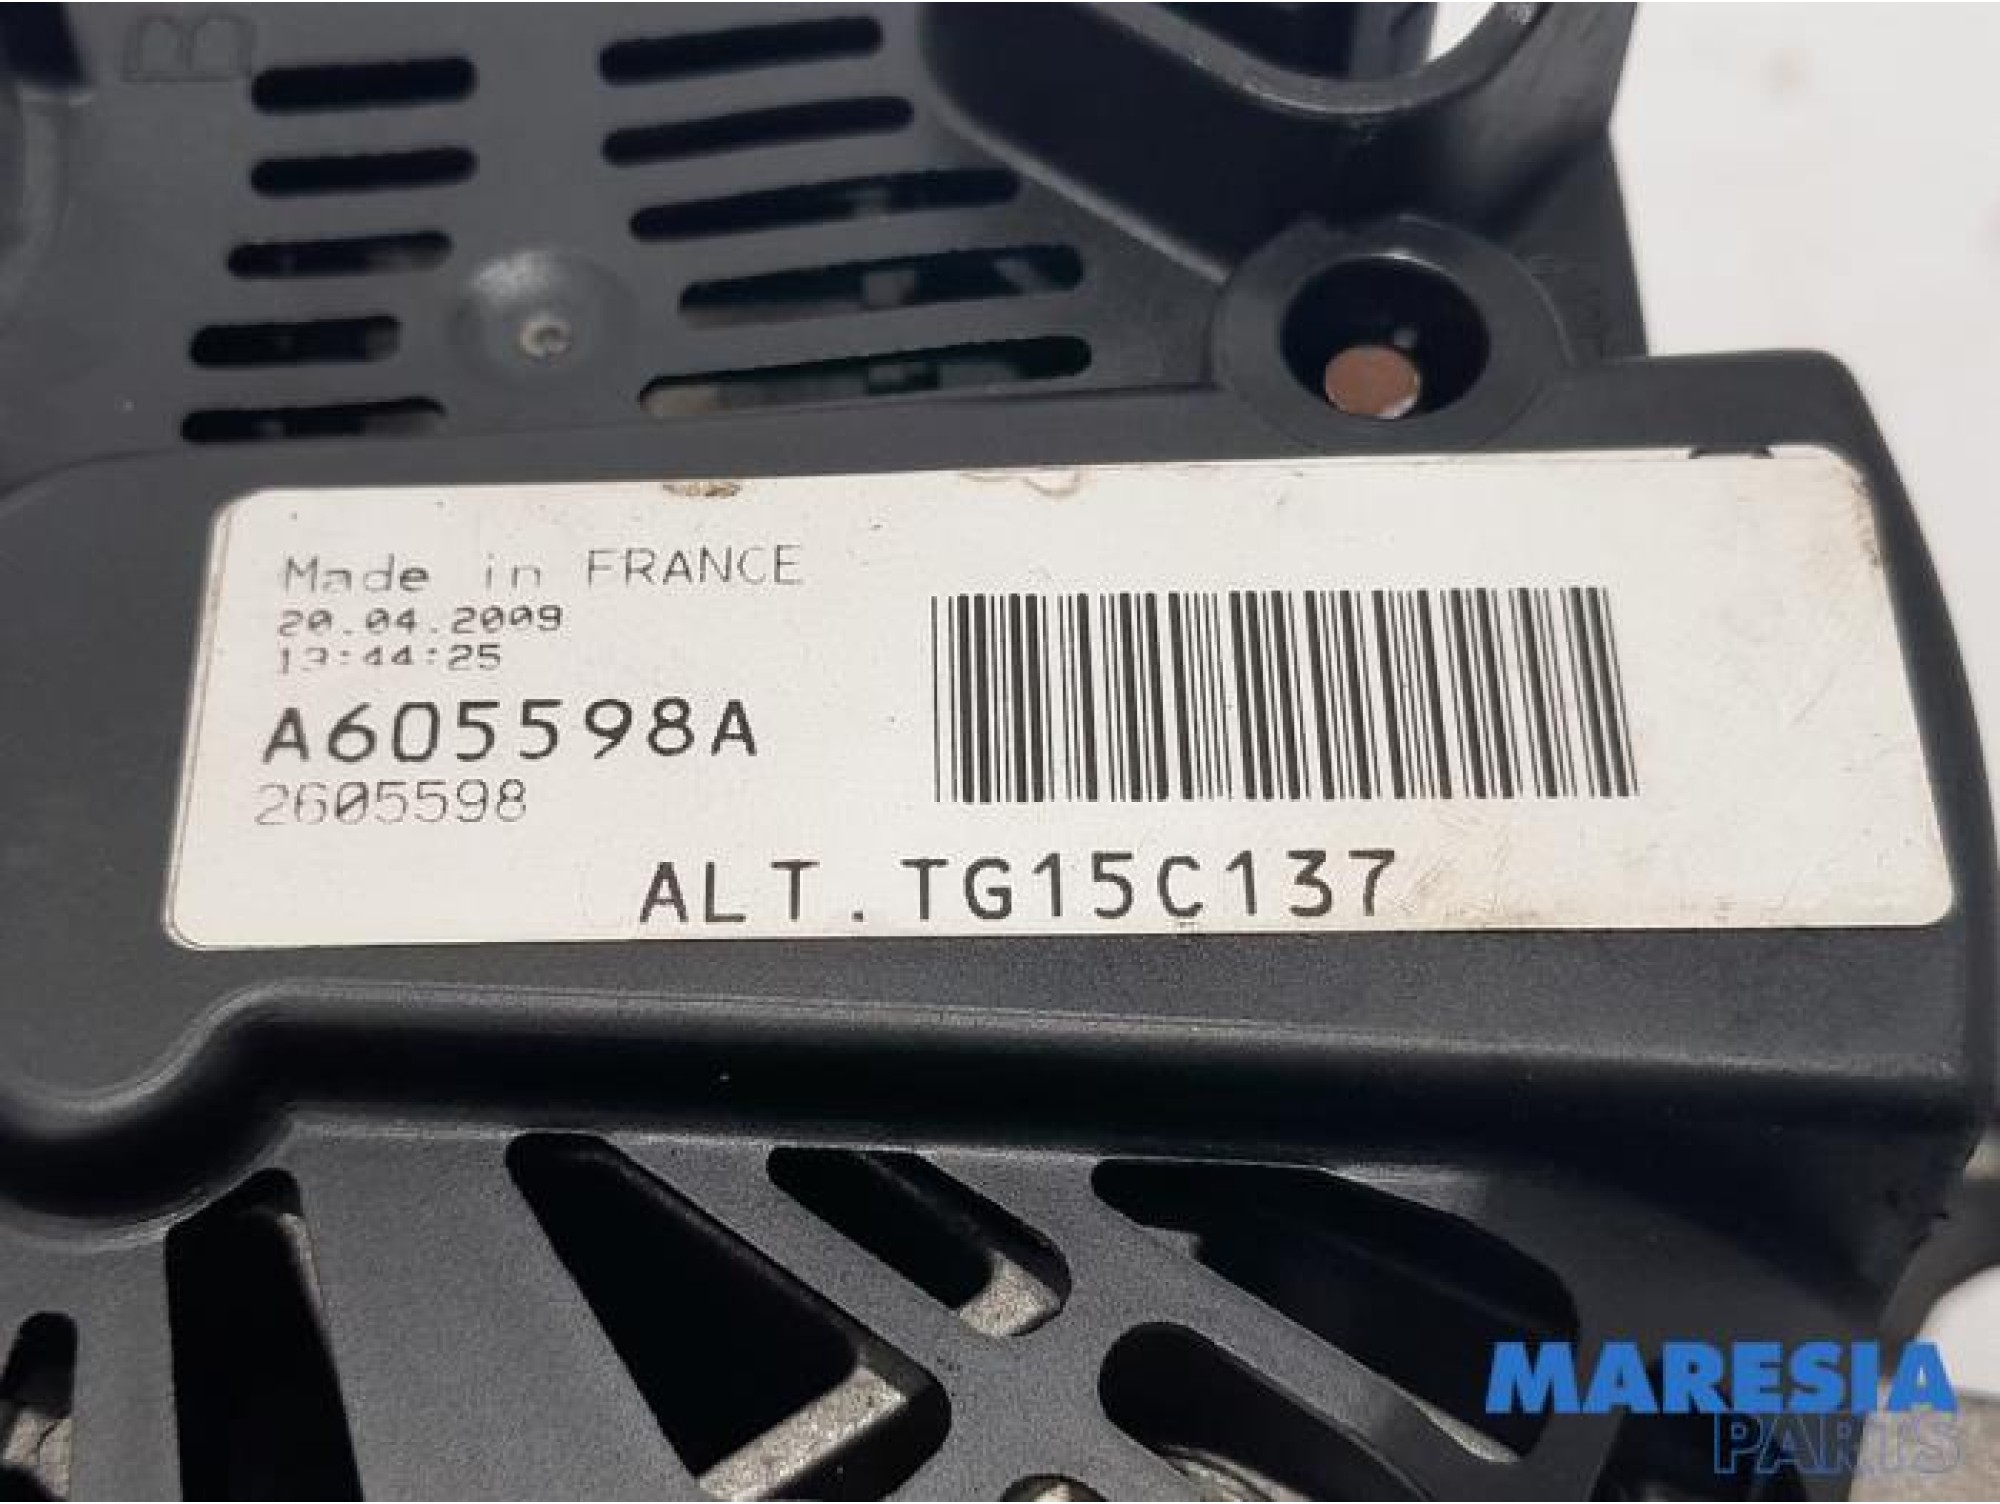 B
Made in FRANCE
20.04.2009
13:44:25
A605598A
2605598
ALT.TG15C137
MARESIA
PARTS